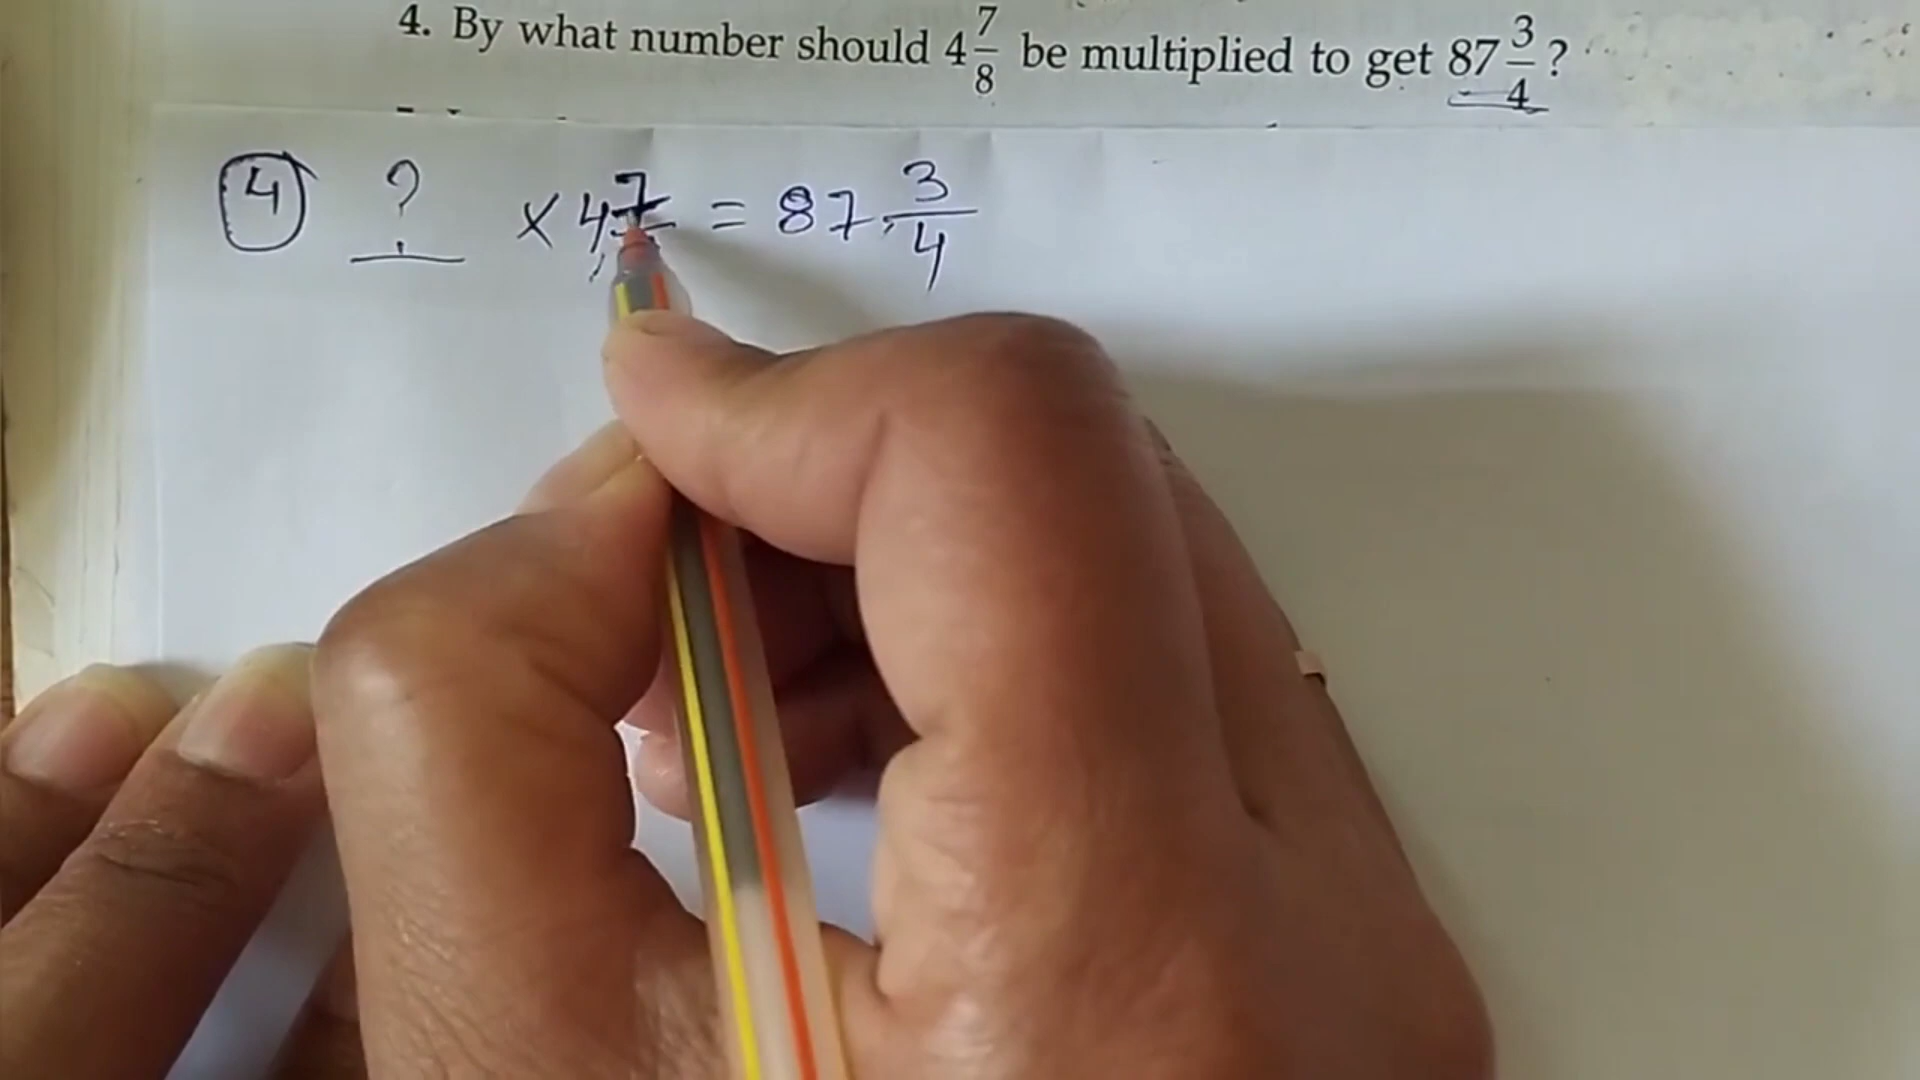 4. By what number should 4 7/8 be multiplied to get 87 3/4 ?
4 ? × 4 7 = 87 3/4